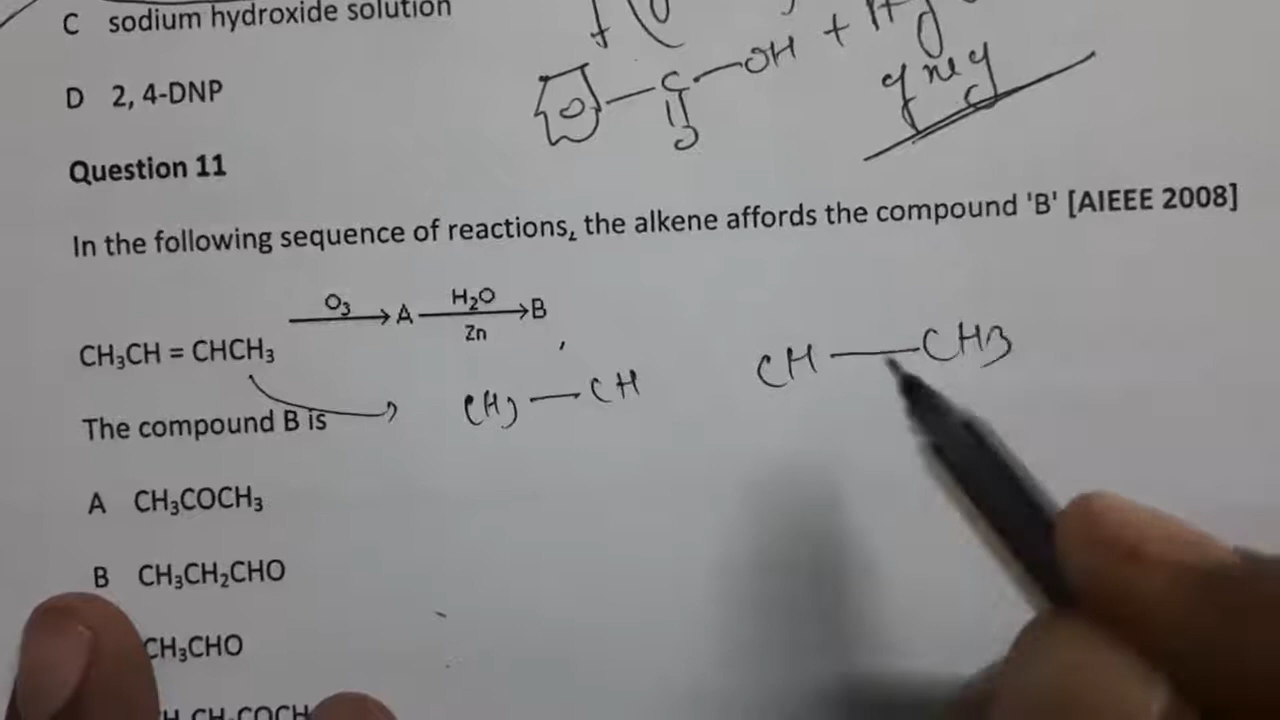 C sodium hydroxide solution
D 2, 4-DNP
C OH + H
O
Question 11
In the following sequence of reactions, the alkene affords the compound 'B' [AIEEE 2008]
CH₃CH = CHCH₃ O₃ → A H₂O Zn → B
CH3 — CH CH — CH3
The compound B is
A CH₃COCH₃
B CH₃CH₂CHO
CH₃CHO